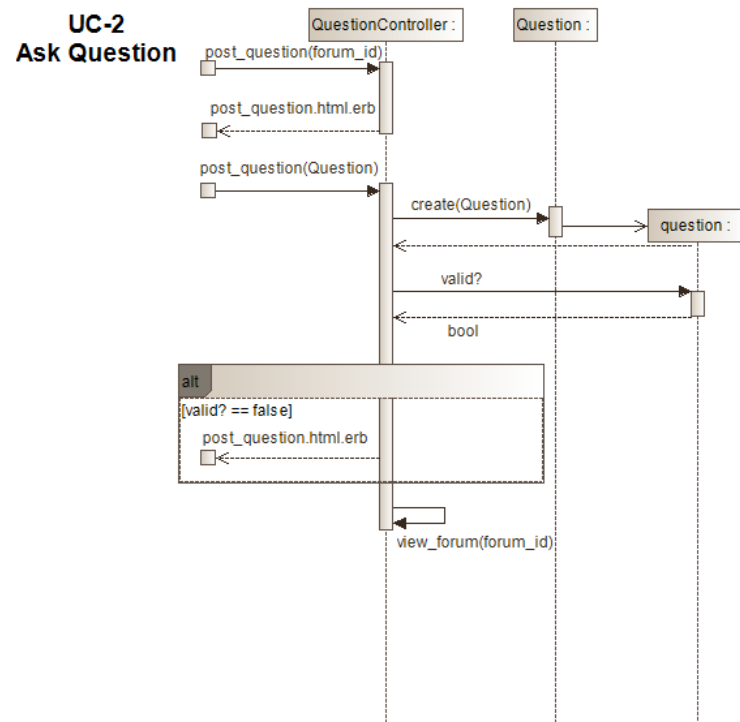 UC-2
Ask Question
QuestionController :
Question :
post_question(forum_id)
post_question.html.erb
post_question(Question)
create(Question)
question :
valid?
bool
alt
[valid? == false]
post_question.html.erb
view_forum(forum_id)